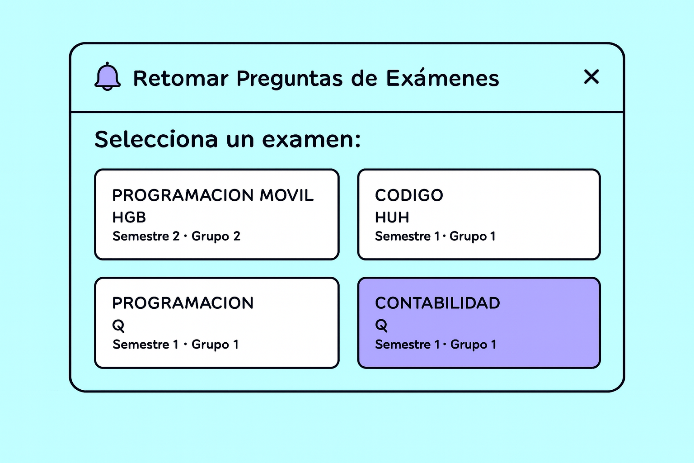 Retomar Preguntas de Exámenes
Selecciona un examen:
PROGRAMACION MOVIL
HGB
Semestre 2 · Grupo 2
CODIGO
HUH
Semestre 1 · Grupo 1
PROGRAMACION
Q
Semestre 1 · Grupo 1
CONTABILIDAD
Q
Semestre 1 · Grupo 1